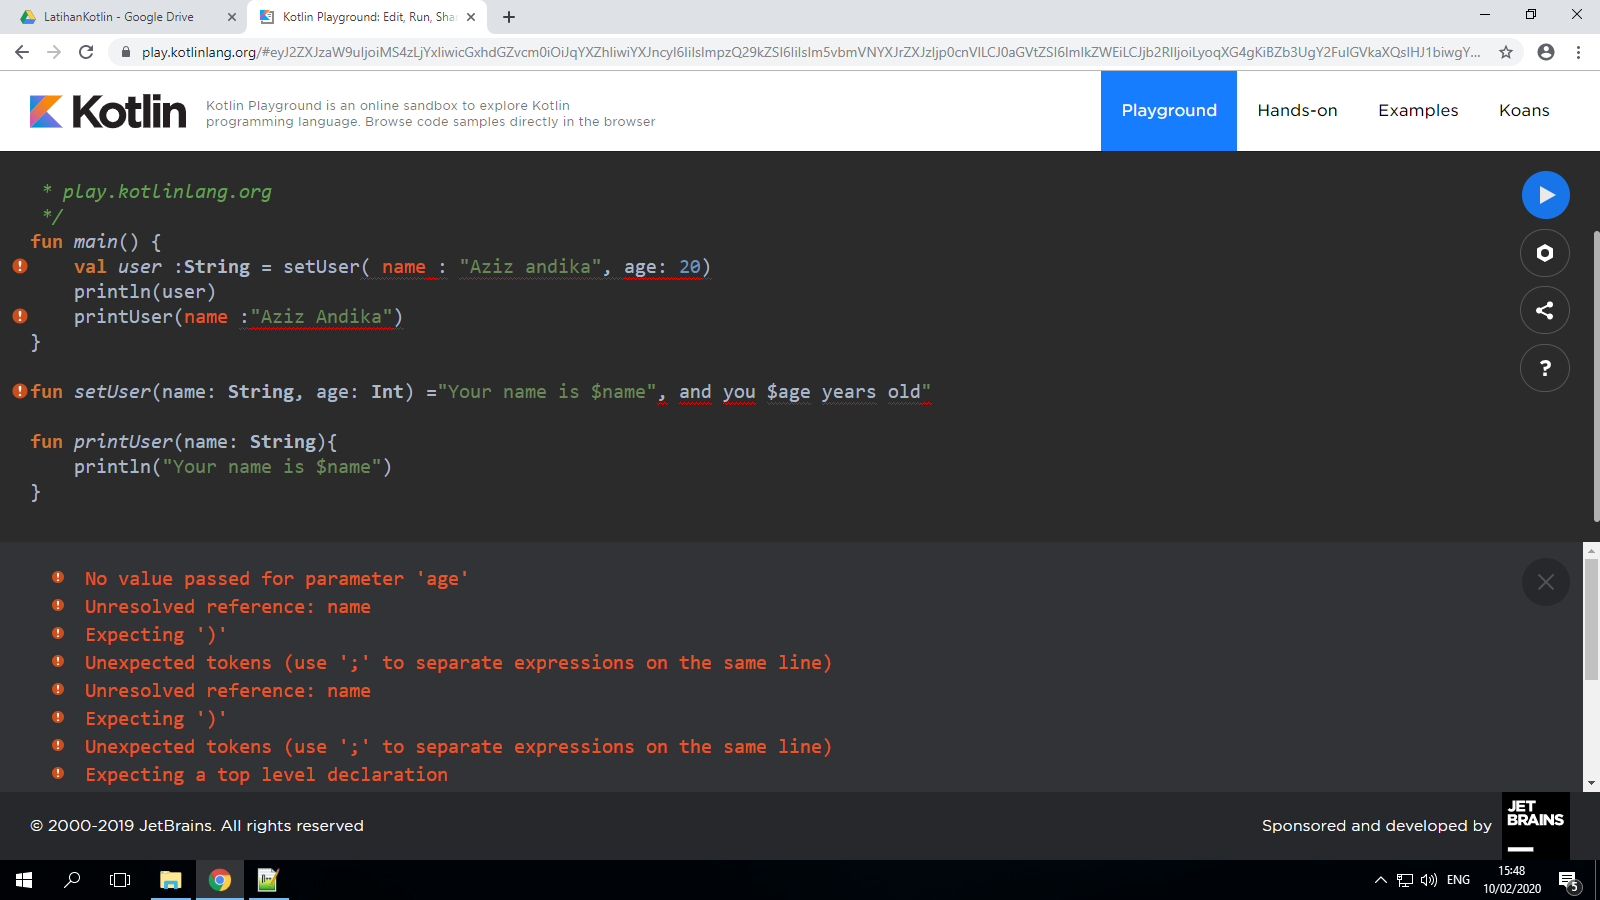 LatihanKotlin - Google Drive
Kotlin Playground: Edit, Run, Sha
play.kotlinlang.org/#eyJ2ZXJzaW9uIjoiMS4zLjYxIiwicGxhdGZvcm0iOiJqYXZhIiwiYXJncyI6IiIsImpzQ29kZSI6IiIsIm5vbmVNYXJrZXJzIjp0cnVlLCJ0aGVtZSI6ImlkZWEiLCJjb2RlIjoiLyoqXG4gKiBZb3UgY2FuIGVkaXQsIHJ1biwgY...
Kotlin
Kotlin Playground is an online sandbox to explore Kotlin
programming language. Browse code samples directly in the browser
Playground Hands-on Examples Koans
* play.kotlinlang.org
*/
fun main() {
val user :String = setUser( name : "Aziz andika", age: 20)
println(user)
printUser(name :"Aziz Andika")
}
fun setUser(name: String, age: Int) ="Your name is $name", and you $age years old"
fun printUser(name: String){
println("Your name is $name")
}
?
No value passed for parameter 'age'
Unresolved reference: name
Expecting ')'
Unexpected tokens (use ';' to separate expressions on the same line)
Unresolved reference: name
Expecting ')'
Unexpected tokens (use ';' to separate expressions on the same line)
Expecting a top level declaration
© 2000-2019 JetBrains. All rights reserved
Sponsored and developed by
JET
BRAINS
ENG
15:48
10/02/2020
5